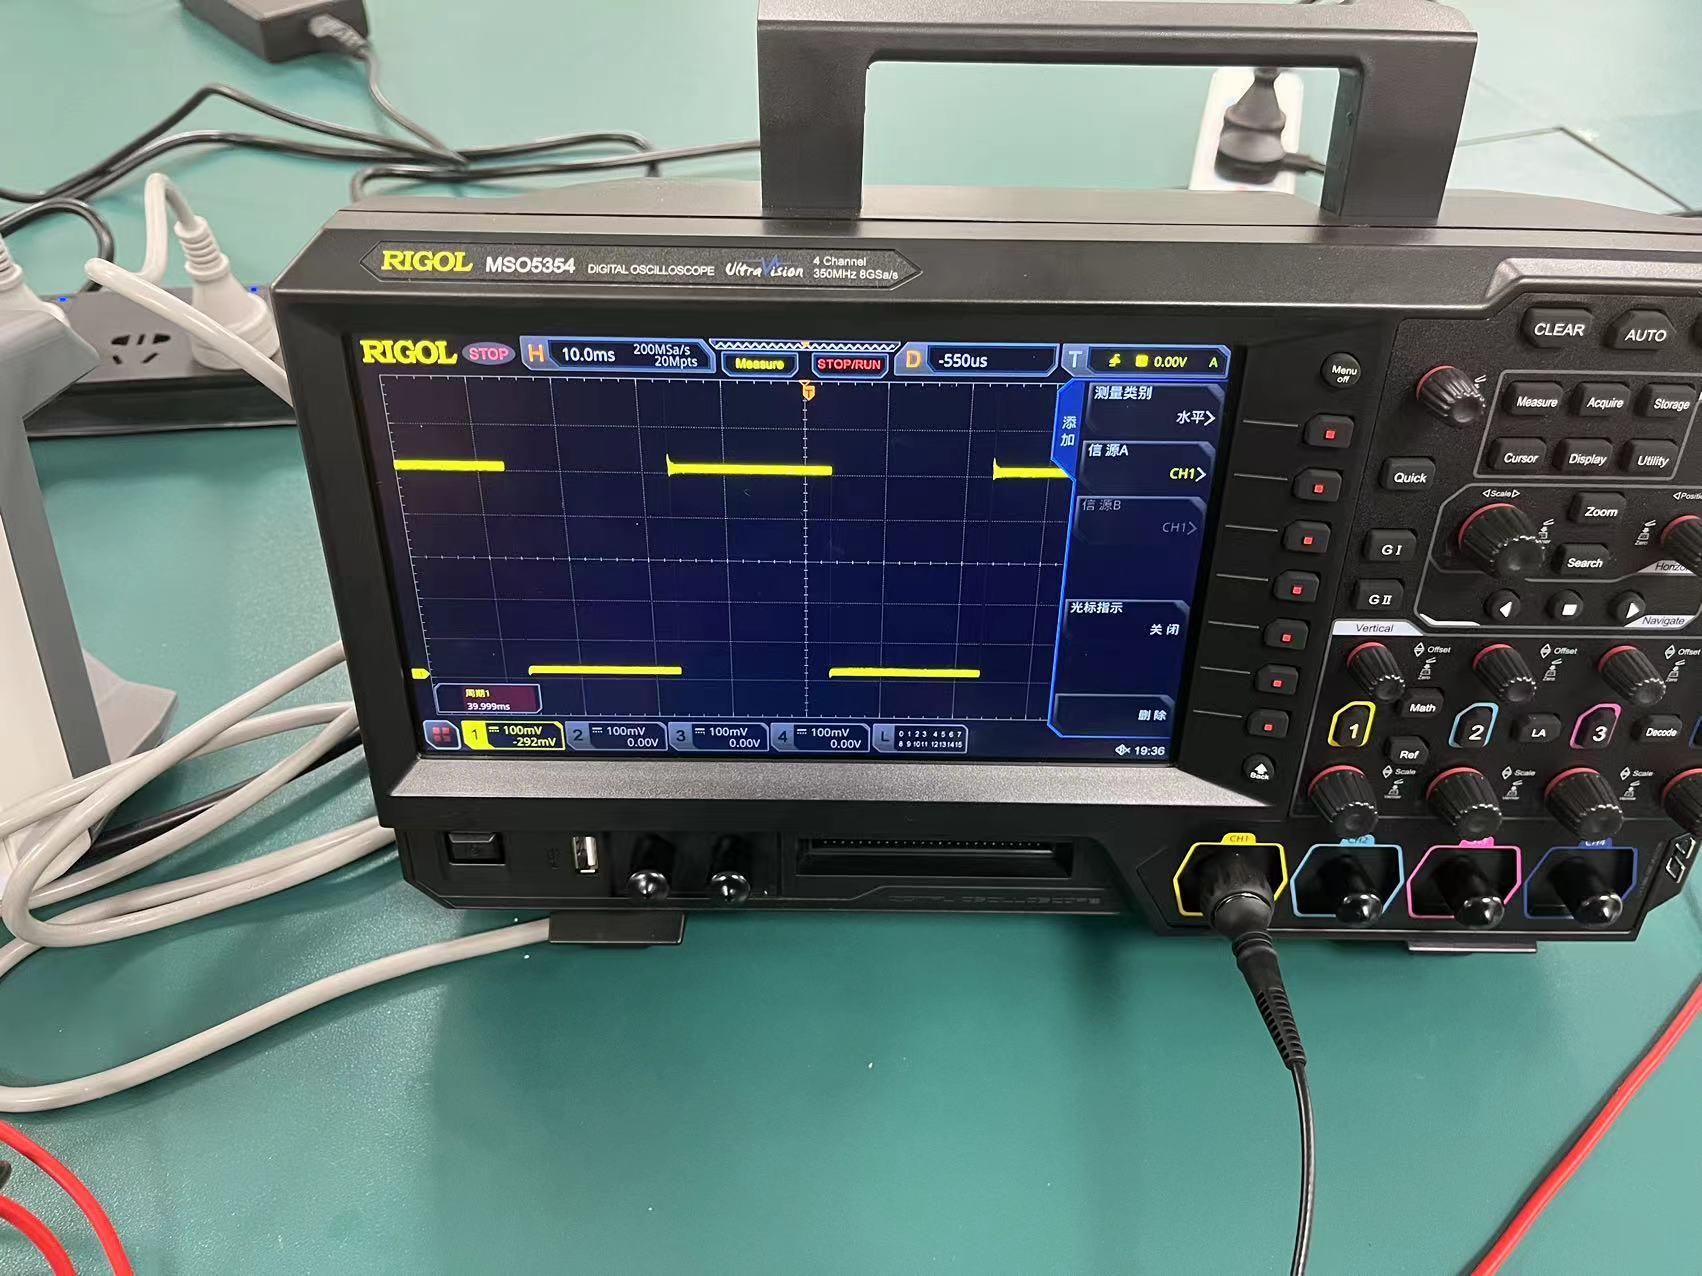 RIGOL MSO5354 DIGITAL OSCILLOSCOPE UltraVision 4 Channel 350MHz 8GSa/s
RIGOL STOP H 10.0ms 200MSa/s 20Mpts Measure STOP/RUN D -550us T 0.00V A
T
添加
测量类别
水平
信源A
CH1
信源B
CH1
光标指示
关闭
删除
周期1
39.999ms
1 100mV -292mV
2 100mV 0.00V
3 100mV 0.00V
4 100mV 0.00V
L 0 1 2 3 4 5 6 7
8 9 10 11 12 13 14 15
19:36
Menu off
Back
CLEAR
AUTO
Measure
Acquire
Storage
Cursor
Display
Utility
Quick
Scale
Zoom
Search
G I
G II
Navigate
Vertical
Offset
Zero
Offset
Zero
Offset
Zero
1
Math
2
LA
3
Decode
Ref
Scale
Scale
Scale
CH1
CH2
CH4